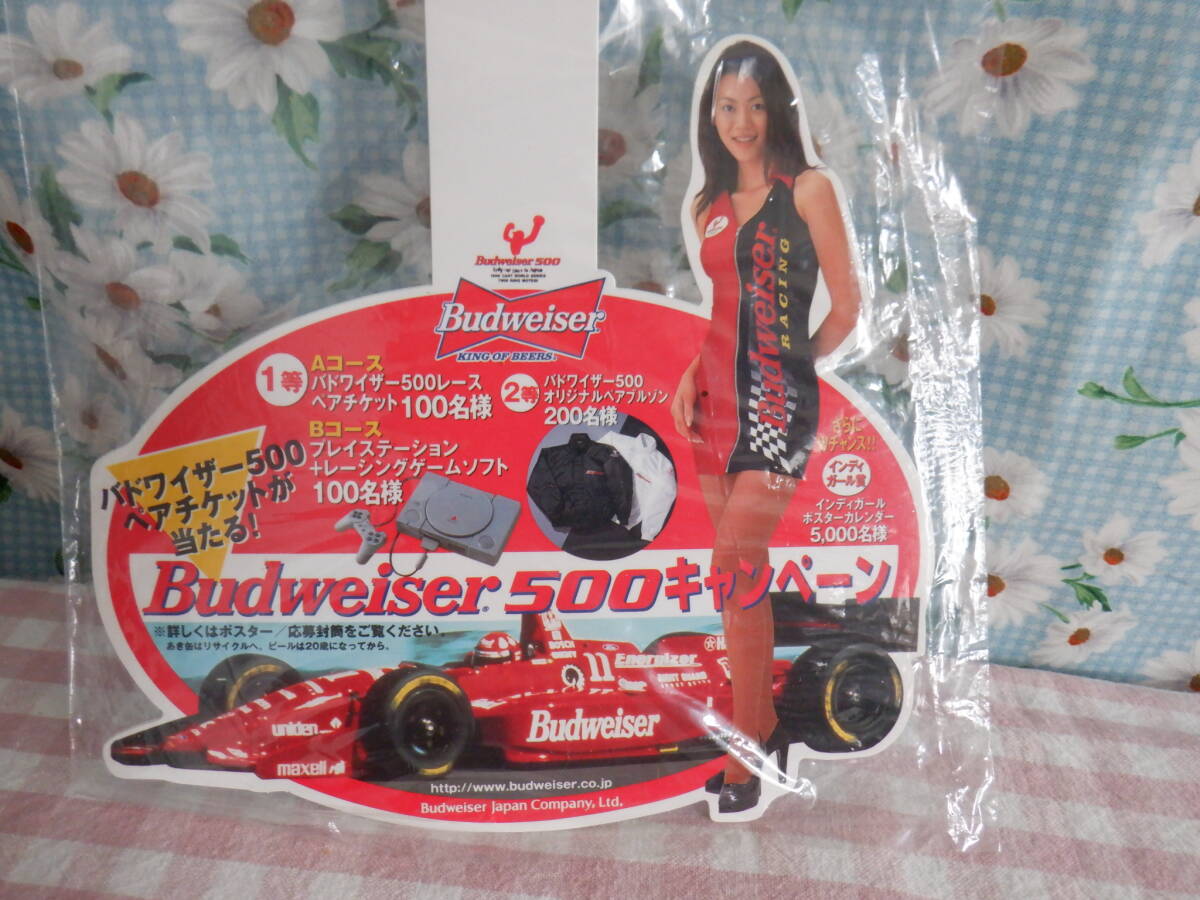 Budweiser 500
Budweiser
KING OF BEERS.
1等
Aコース
バドワイザー500レース
ペアチケット100名様
Bコース
プレイステーション
+レーシングゲームソフト
100名様
2等
バドワイザー500
オリジナルペアブルゾン
200名様
バドワイザー500
ペアチケットが
当たる!
さらに
チャンス!!
インディ
ガール賞
インディガール
ポスターカレンダー
5,000名様
Budweiser
RACING
Budweiser 500キャンペーン
※詳しくはポスター/応募封筒をご覧ください。
あき缶はリサイクルへ。ビールは20歳になってから。
BOSCH
11
Energizer
Budweiser
uniden
maxell
http://www.budweiser.co.jp
Budweiser Japan Company, Ltd.